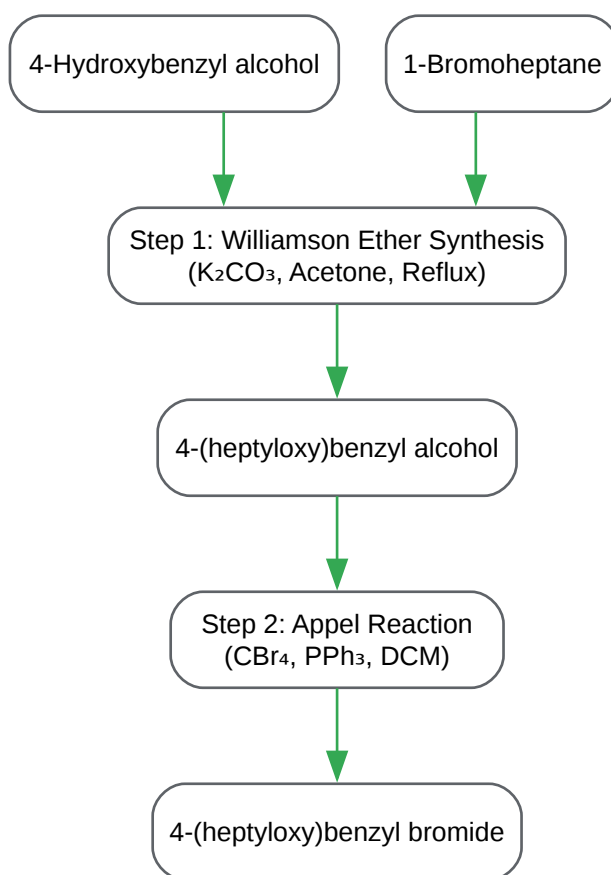 4-Hydroxybenzyl alcohol
1-Bromoheptane
Step 1: Williamson Ether Synthesis
(K₂CO₃, Acetone, Reflux)
4-(heptyloxy)benzyl alcohol
Step 2: Appel Reaction
(CBr₄, PPh₃, DCM)
4-(heptyloxy)benzyl bromide